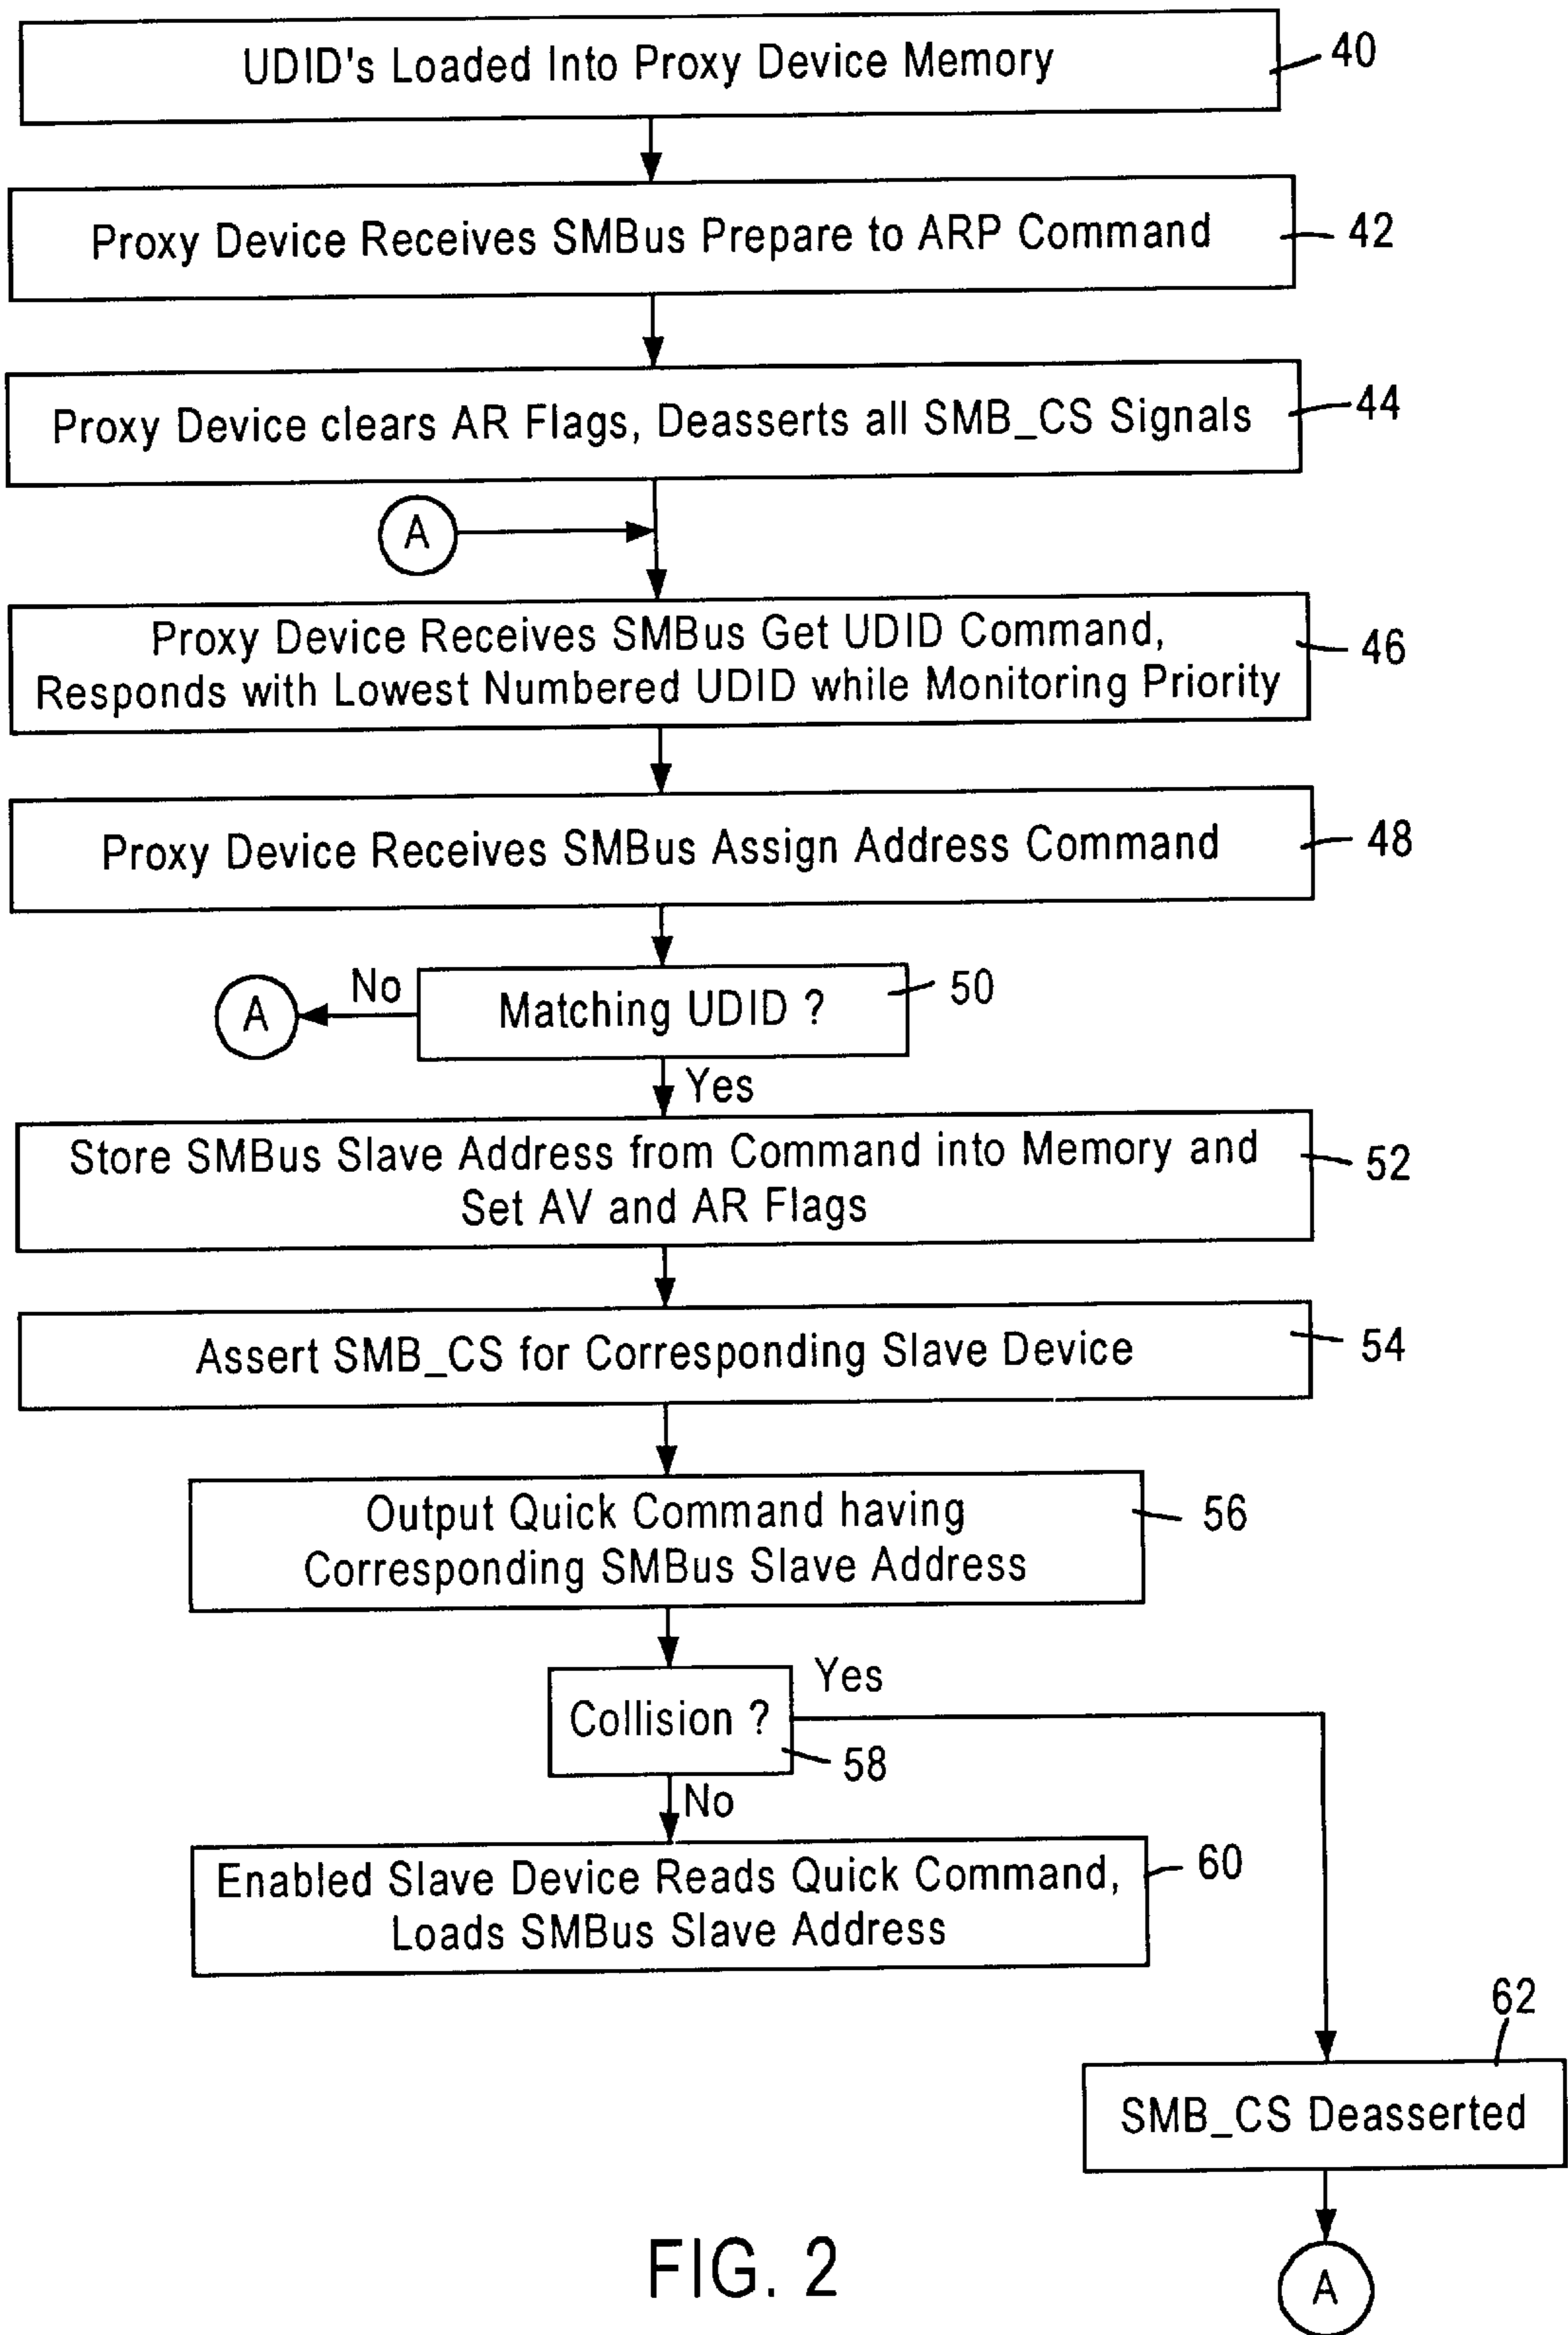 UDID's Loaded Into Proxy Device Memory
40
Proxy Device Receives SMBus Prepare to ARP Command
42
Proxy Device clears AR Flags, Deasserts all SMB_CS Signals
44
A
Proxy Device Receives SMBus Get UDID Command,
Responds with Lowest Numbered UDID while Monitoring Priority
46
Proxy Device Receives SMBus Assign Address Command
48
A
No
Matching UDID ?
50
Yes
Store SMBus Slave Address from Command into Memory and
Set AV and AR Flags
52
Assert SMB_CS for Corresponding Slave Device
54
Output Quick Command having
Corresponding SMBus Slave Address
56
Collision ?
Yes
58
No
Enabled Slave Device Reads Quick Command,
Loads SMBus Slave Address
60
62
SMB_CS Deasserted
A
FIG. 2